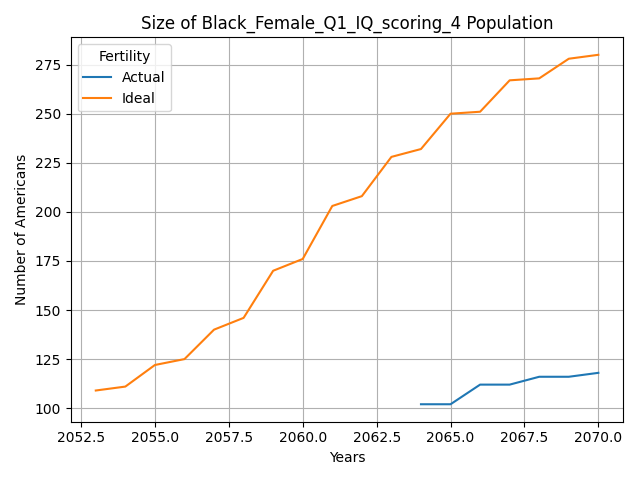 Size of Black_Female_Q1_IQ_scoring_4 Population
Fertility
Actual
Ideal
Number of Americans
275
250
225
200
175
150
125
100
2052.5 2055.0 2057.5 2060.0 2062.5 2065.0 2067.5 2070.0
Years